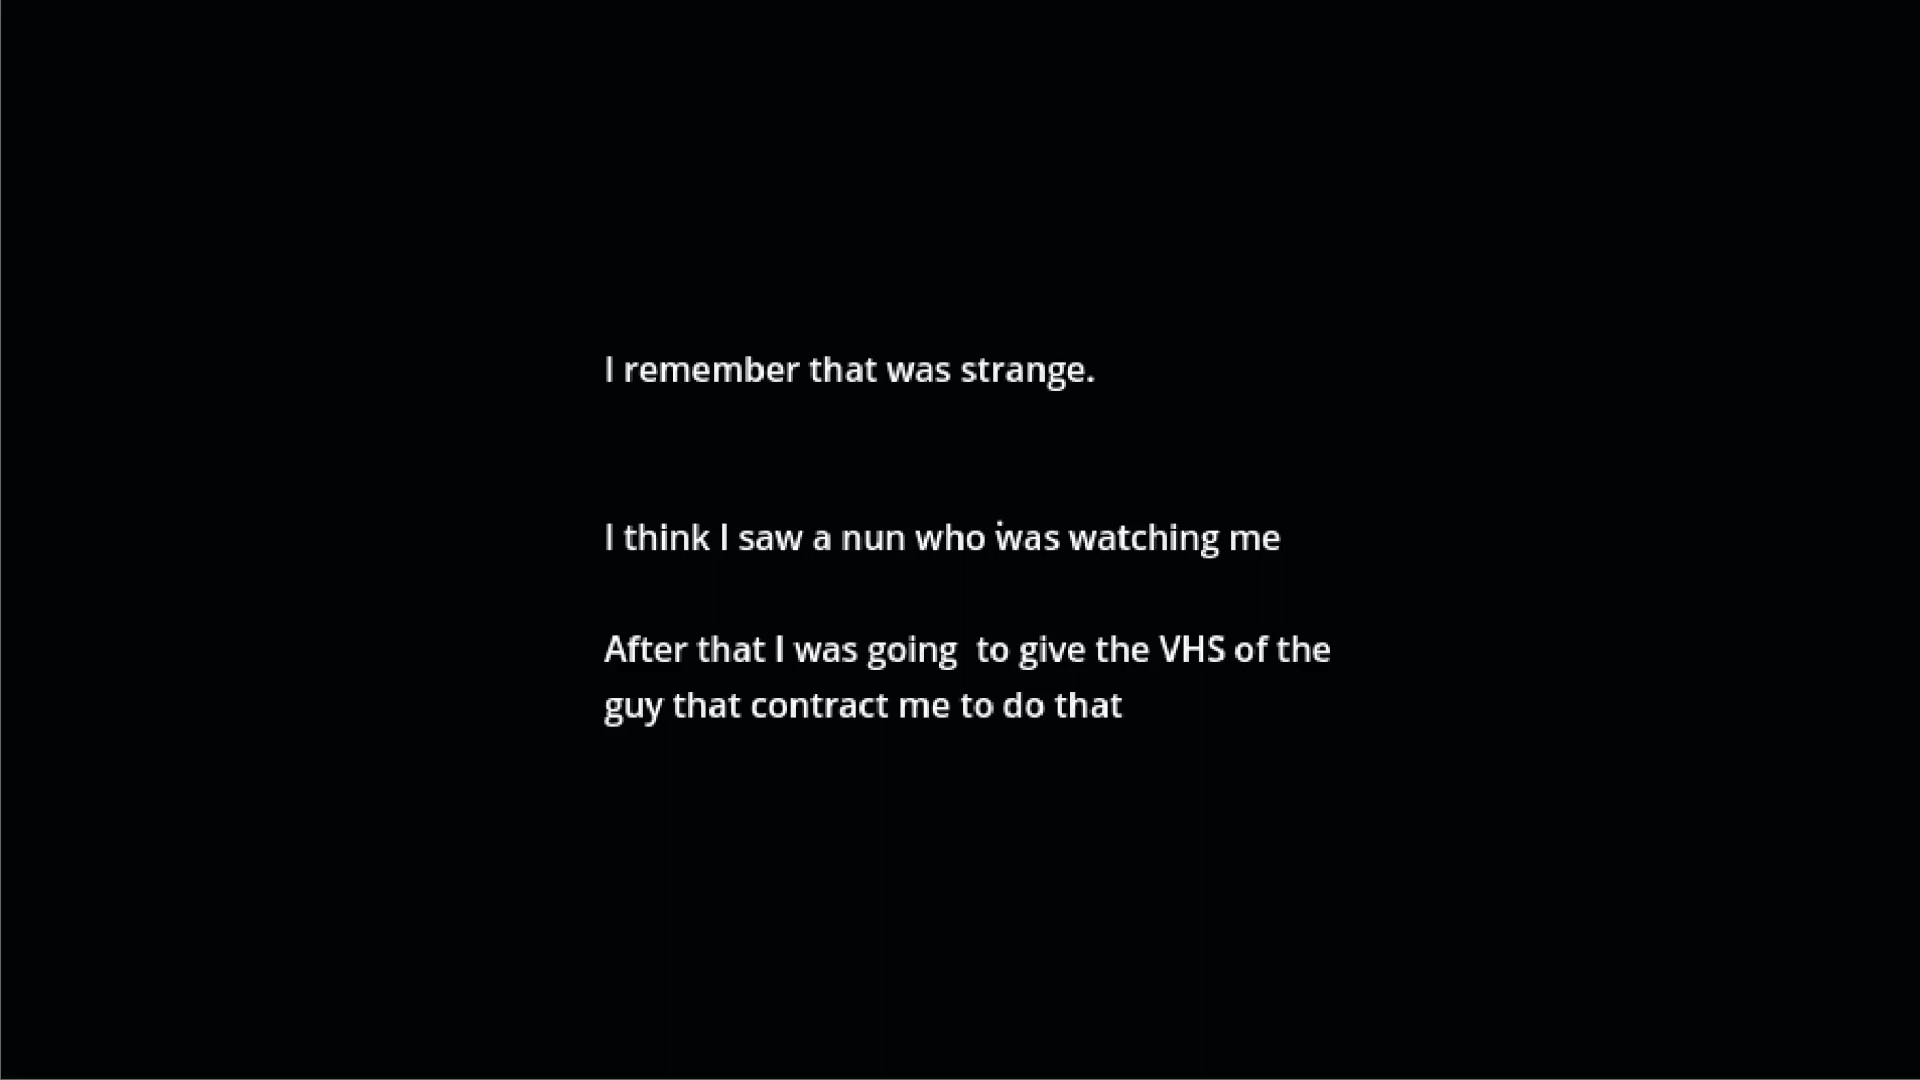 I remember that was strange.
I think I saw a nun who was watching me
After that I was going  to give the VHS of the
guy that contract me to do that